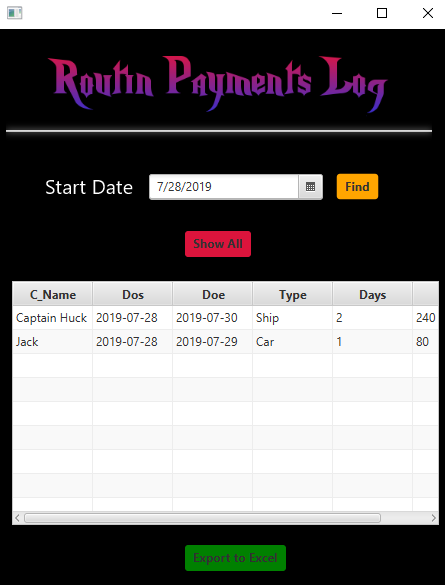 Routin Payments Log
Start Date 7/28/2019 Find
Show All
C_Name Dos Doe Type Days
Captain Huck 2019-07-28 2019-07-30 Ship 2 240
Jack 2019-07-28 2019-07-29 Car 1 80
Export to Excel